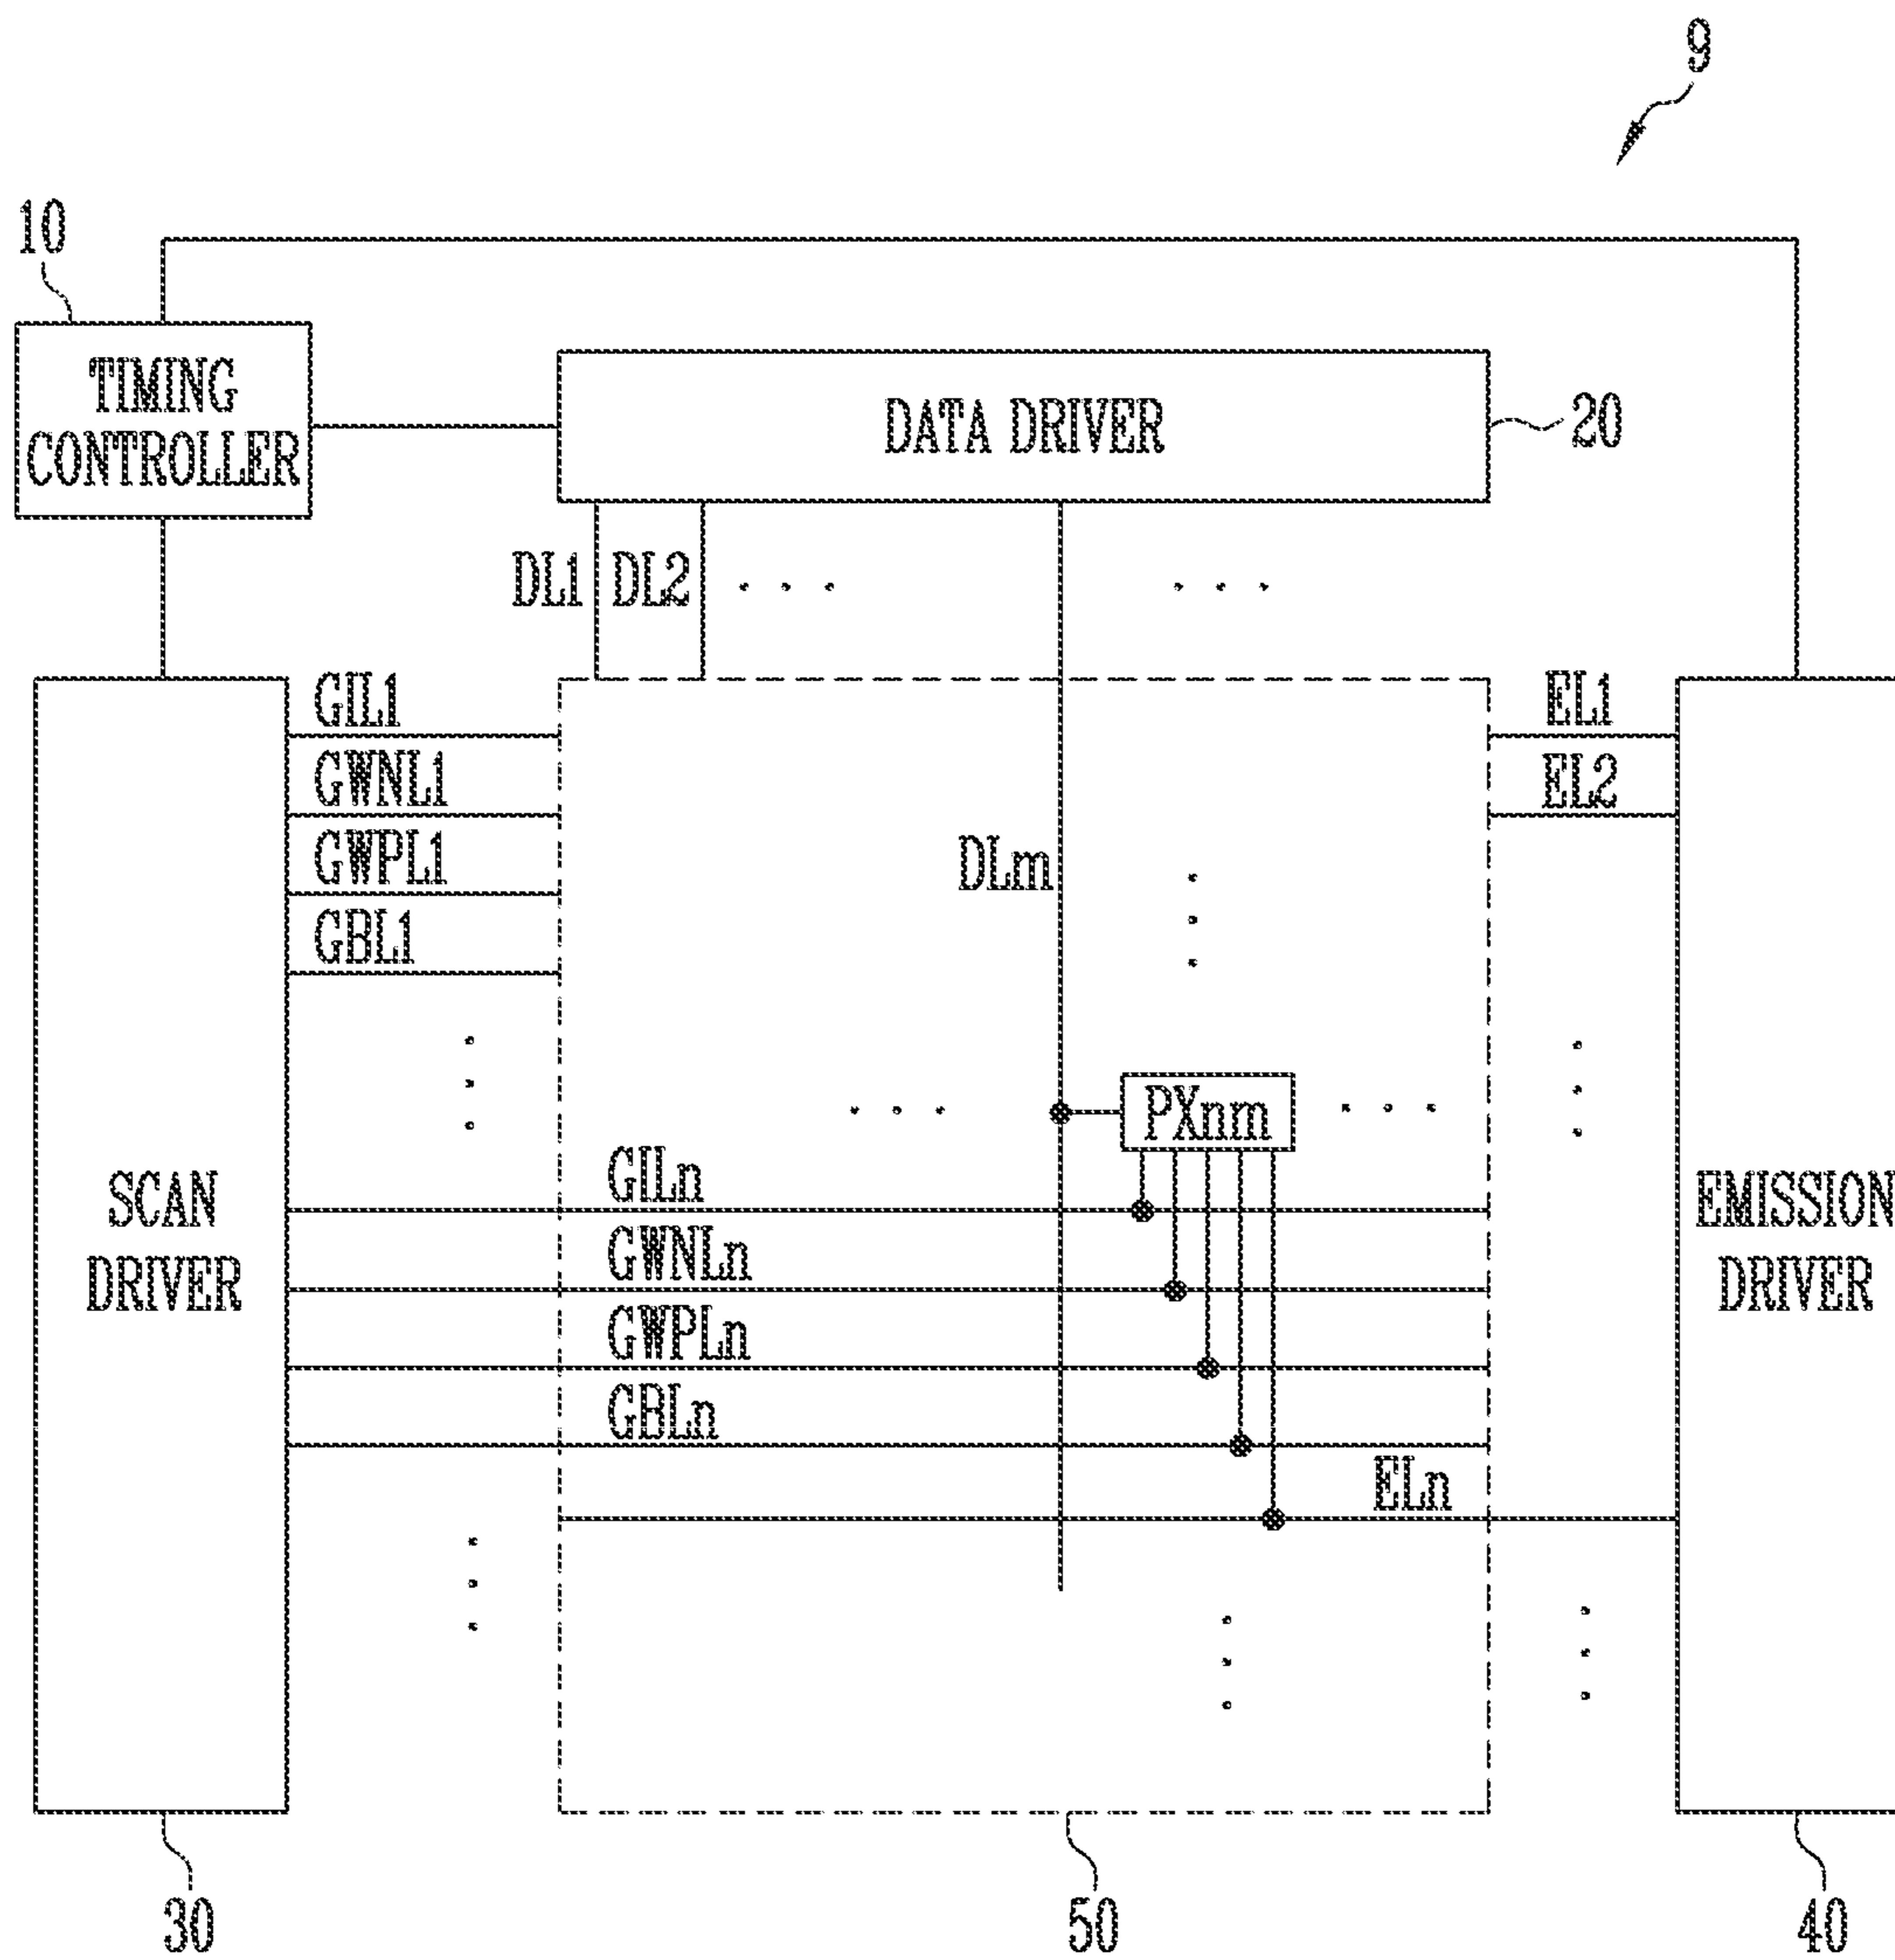 9
10
TIMING
CONTROLLER
DATA DRIVER
20
DL1
DL2
GIL1
GWNL1
GWPL1
GBL1
EL1
EL2
DLm
PXnm
SCAN
DRIVER
GILn
GWNLn
GWPLn
GBLn
ELn
EMISSION
DRIVER
30
50
40